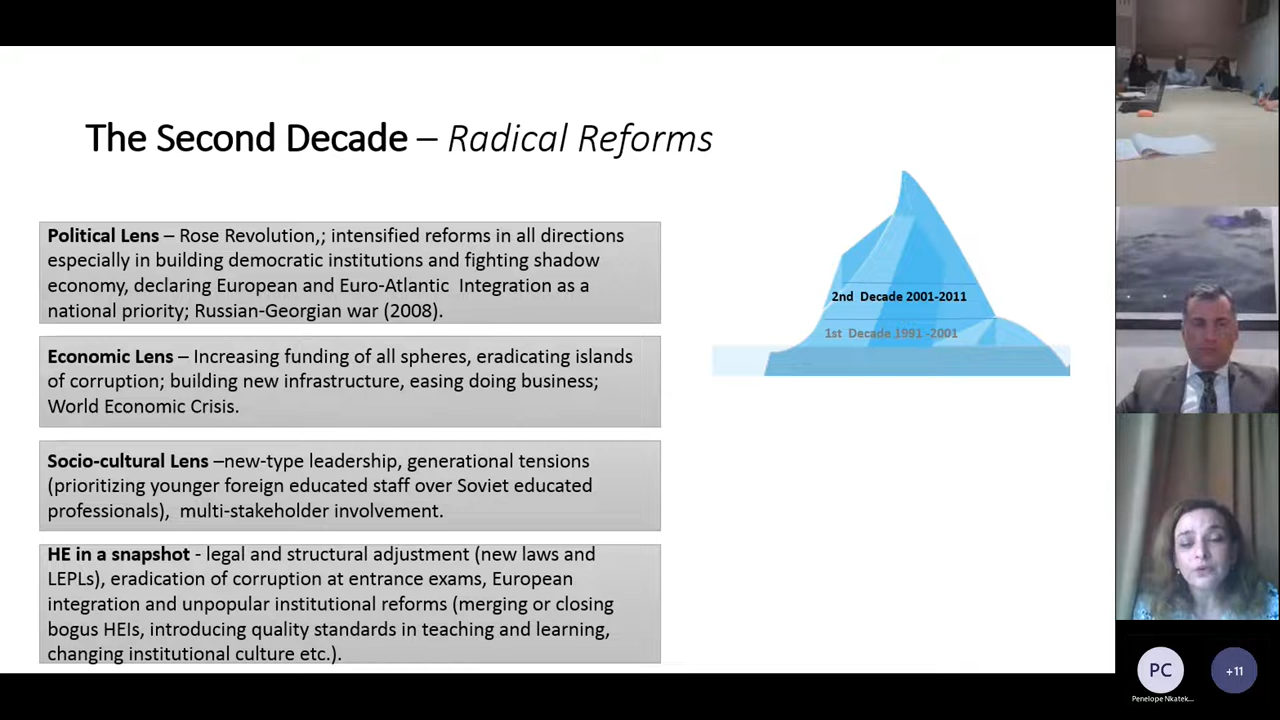 The Second Decade – Radical Reforms
Political Lens – Rose Revolution,; intensified reforms in all directions
especially in building democratic institutions and fighting shadow
economy, declaring European and Euro-Atlantic Integration as a
national priority; Russian-Georgian war (2008).
Economic Lens – Increasing funding of all spheres, eradicating islands
of corruption; building new infrastructure, easing doing business;
World Economic Crisis.
Socio-cultural Lens –new-type leadership, generational tensions
(prioritizing younger foreign educated staff over Soviet educated
professionals), multi-stakeholder involvement.
HE in a snapshot - legal and structural adjustment (new laws and
LEPLs), eradication of corruption at entrance exams, European
integration and unpopular institutional reforms (merging or closing
bogus HEIs, introducing quality standards in teaching and learning,
changing institutional culture etc.).
2nd Decade 2001-2011
1st Decade 1991 -2001
PC
+11
Penelope Nkatek...